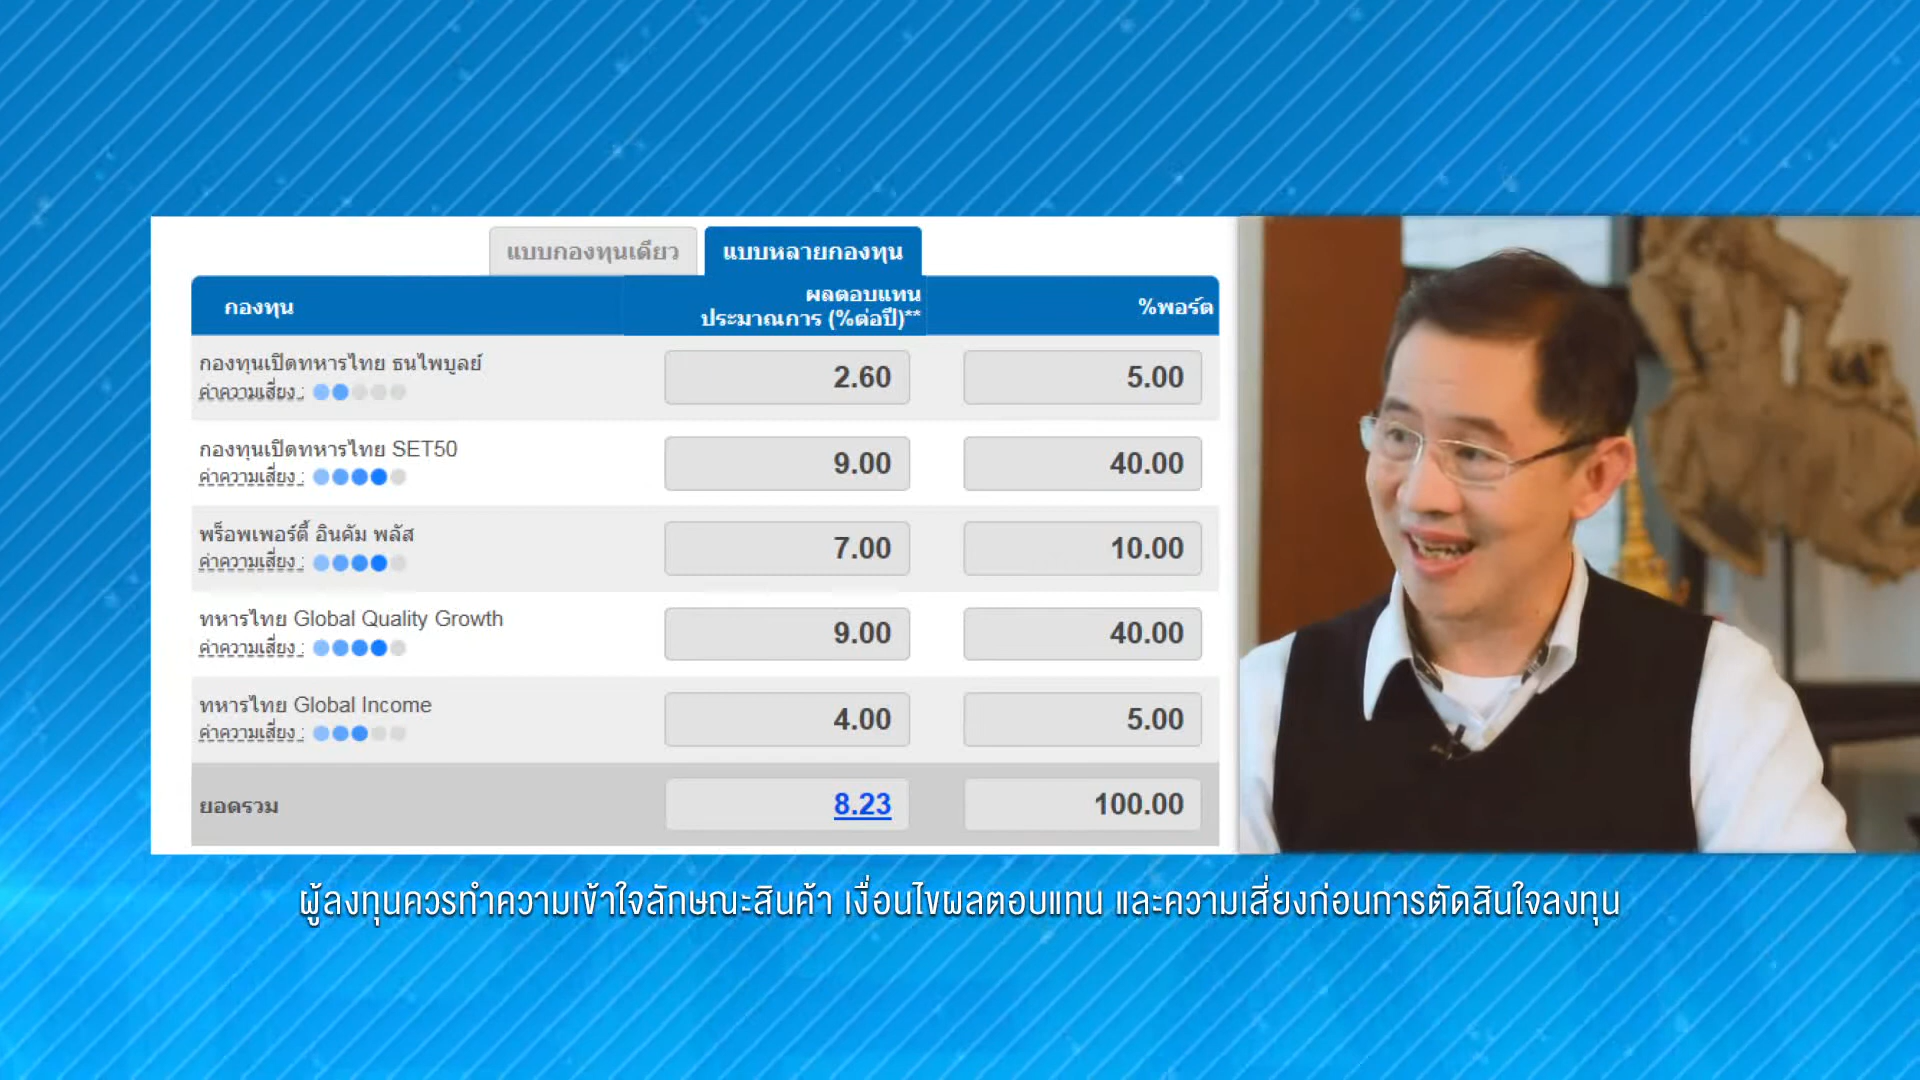 แบบกองทุนเดียว
แบบหลายกองทุน
กองทุน
ผลตอบแทน
ประมาณการ (%ต่อปี)**
%พอร์ต
กองทุนเปิดทหารไทย ธนไพบูลย์
ค่าความเสี่ยง :
2.60
5.00
กองทุนเปิดทหารไทย SET50
ค่าความเสี่ยง :
9.00
40.00
พร็อพเพอร์ตี้ อินคัม พลัส
ค่าความเสี่ยง :
7.00
10.00
ทหารไทย Global Quality Growth
ค่าความเสี่ยง :
9.00
40.00
ทหารไทย Global Income
ค่าความเสี่ยง :
4.00
5.00
ยอดรวม
8.23
100.00
ผู้ลงทุนควรทำความเข้าใจลักษณะสินค้า เงื่อนไขผลตอบแทน และความเสี่ยงก่อนการตัดสินใจลงทุน